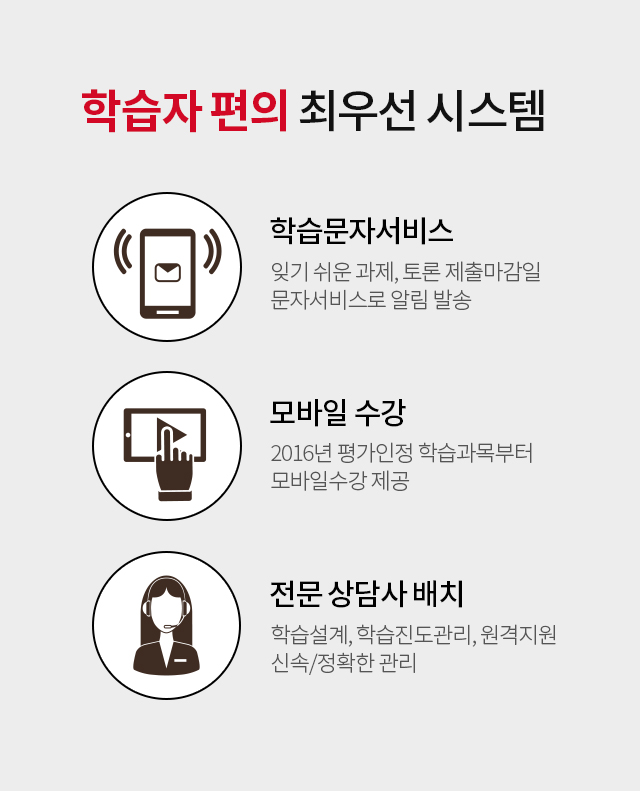 학습자 편의 최우선 시스템
학습문자서비스
잊기 쉬운 과제, 토론 제출마감일
문자서비스로 알림 발송
모바일 수강
2016년 평가인정 학습과목부터
모바일수강 제공
전문 상담사 배치
학습설계, 학습진도관리, 원격지원
신속/정확한 관리